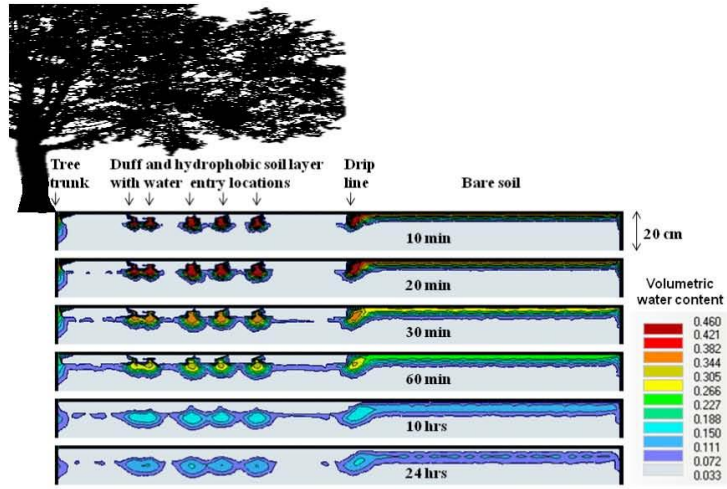 Tree trunk
Duff and hydrophobic soil layer
with water entry locations
Drip line
Bare soil
10 min
20 cm
20 min
30 min
60 min
10 hrs
24 hrs
Volumetric
water content
0.460
0.421
0.382
0.344
0.305
0.266
0.227
0.188
0.150
0.111
0.072
0.033